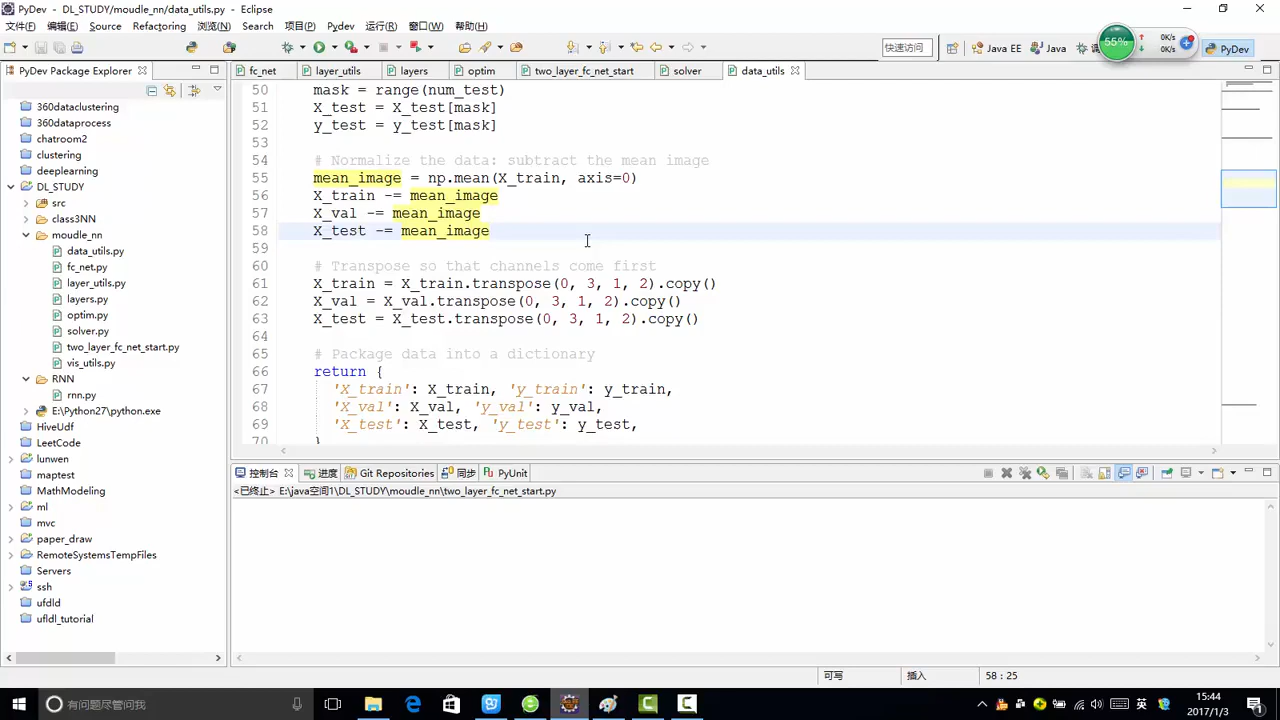 PyDev - DL_STUDY/moudle_nn/data_utils.py - Eclipse
文件(F) 编辑(E) Source Refactoring 浏览(N) Search 项目(P) Pydev 运行(R) 窗口(W) 帮助(H)
快速访问 Java EE Java PyDev
55% 0K/s
0K/s
PyDev Package Explorer
fc_net layer_utils layers optim two_layer_fc_net_start solver data_utils
360dataclustering
360dataprocess
chatroom2
clustering
deeplearning
DL_STUDY
src
class3NN
moudle_nn
data_utils.py
fc_net.py
layer_utils.py
layers.py
optim.py
solver.py
two_layer_fc_net_start.py
vis_utils.py
RNN
rnn.py
E:\Python27\python.exe
HiveUdf
LeetCode
lunwen
maptest
MathModeling
ml
mvc
paper_draw
RemoteSystemsTempFiles
Servers
ssh
ufdld
ufldl_tutorial
50 mask = range(num_test)
51 X_test = X_test[mask]
52 y_test = y_test[mask]
53
54 # Normalize the data: subtract the mean image
55 mean_image = np.mean(X_train, axis=0)
56 X_train -= mean_image
57 X_val -= mean_image
58 X_test -= mean_image
59
60 # Transpose so that channels come first
61 X_train = X_train.transpose(0, 3, 1, 2).copy()
62 X_val = X_val.transpose(0, 3, 1, 2).copy()
63 X_test = X_test.transpose(0, 3, 1, 2).copy()
64
65 # Package data into a dictionary
66 return {
67 'X_train': X_train, 'y_train': y_train,
68 'X_val': X_val, 'y_val': y_val,
69 'X_test': X_test, 'y_test': y_test,
70 }
控制台 进度 Git Repositories 同步 PyUnit
<已终止> E:\java空间1\DL_STUDY\moudle_nn\two_layer_fc_net_start.py
可写 插入 58 : 25
有问题尽管问我
英
15:44
2017/1/3